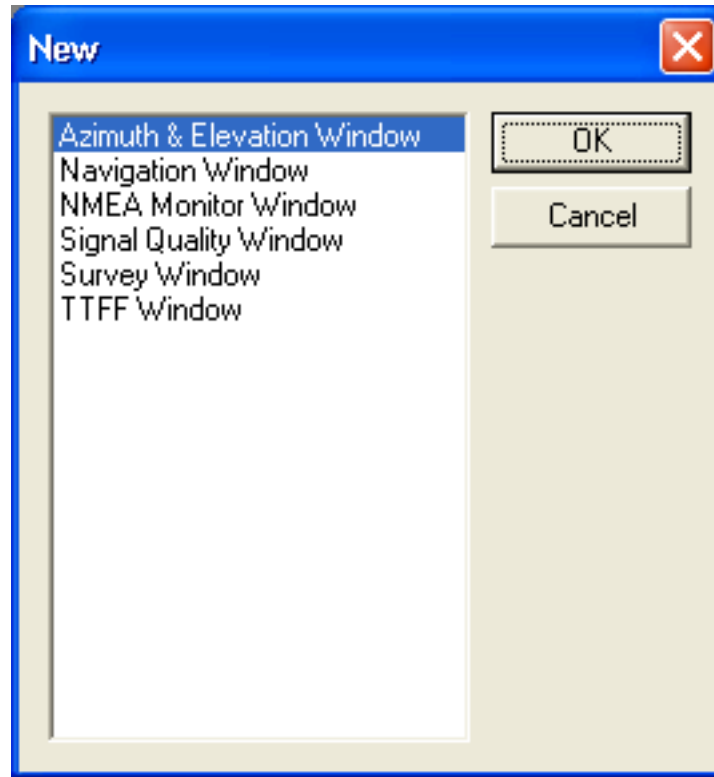 New
Azimuth & Elevation Window
Navigation Window
NMEA Monitor Window
Signal Quality Window
Survey Window
TTFF Window
OK
Cancel